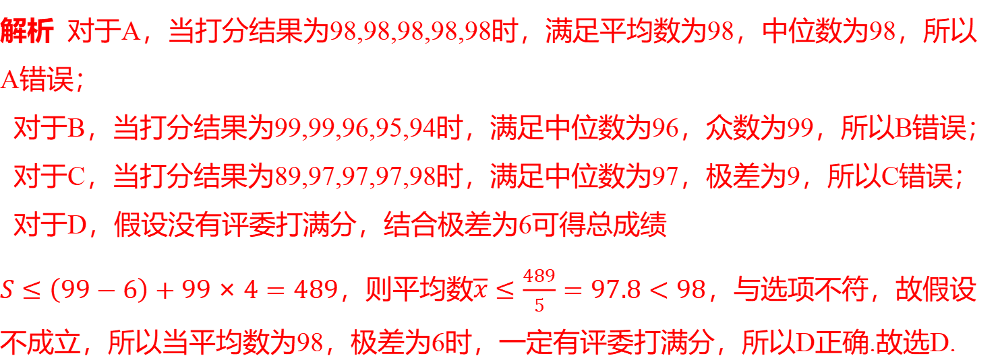 解析 对于A，当打分结果为98,98,98,98,98时，满足平均数为98，中位数为98，所以
A错误；
对于B，当打分结果为99,99,96,95,94时，满足中位数为96，众数为99，所以B错误；
对于C，当打分结果为89,97,97,97,98时，满足中位数为97，极差为9，所以C错误；
对于D，假设没有评委打满分，结合极差为6可得总成绩
S ≤ (99 − 6) + 99 × 4 = 489，则平均数x̅ ≤ 489/5 = 97.8 < 98，与选项不符，故假设
不成立，所以当平均数为98，极差为6时，一定有评委打满分，所以D正确.故选D.